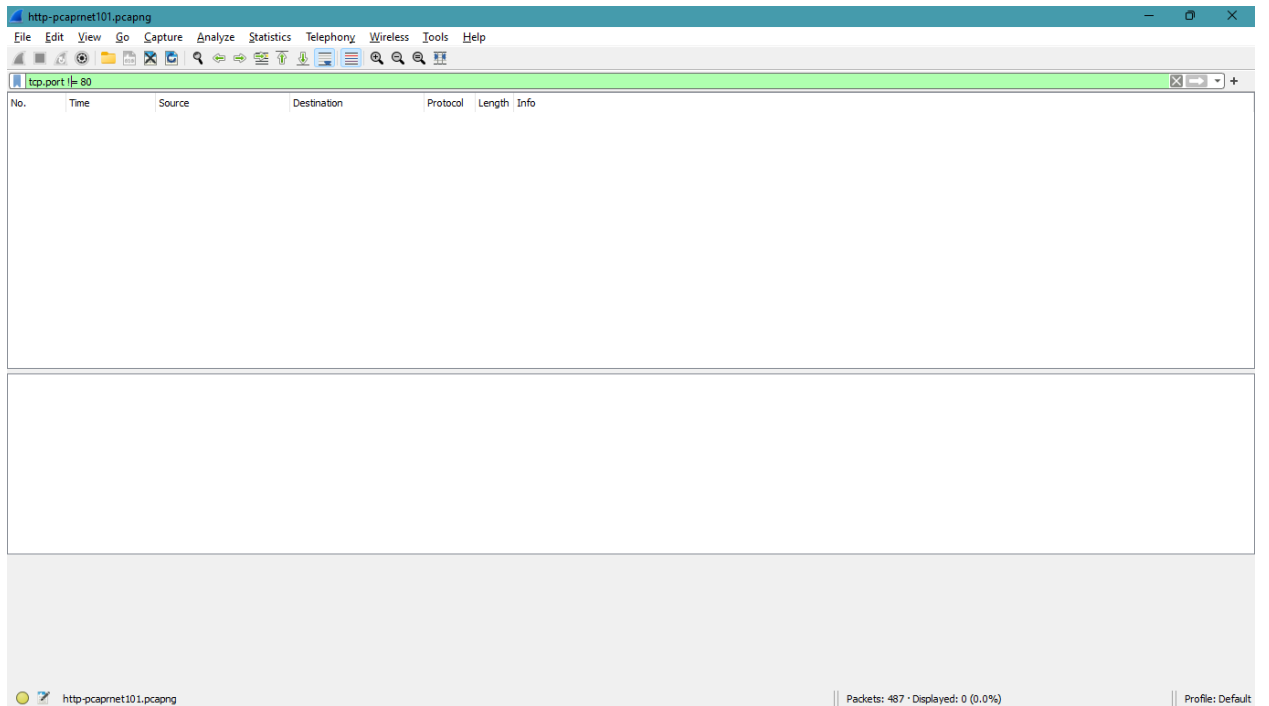 http-pcaprnet101.pcapng
File Edit View Go Capture Analyze Statistics Telephony Wireless Tools Help
tcp.port != 80
No. Time Source Destination Protocol Length Info
http-pcaprnet101.pcapng Packets: 487 · Displayed: 0 (0.0%) Profile: Default